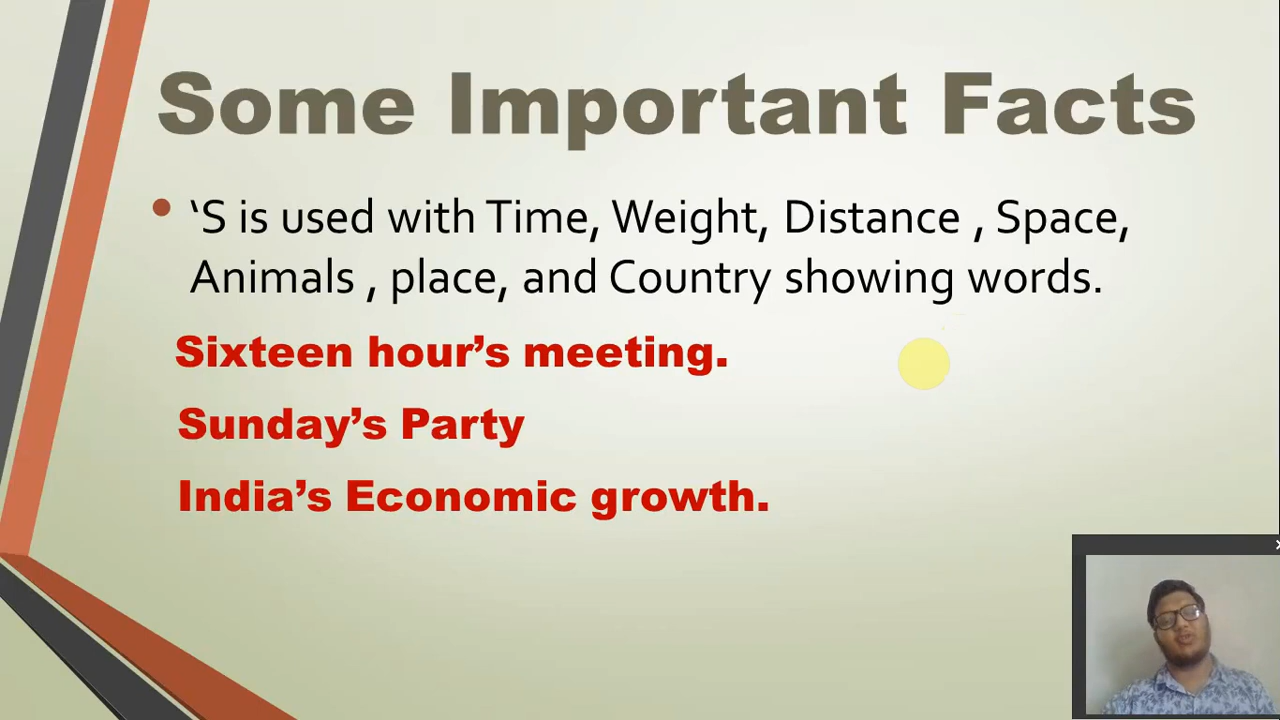 Some Important Facts
• ‘S is used with Time, Weight, Distance , Space,
Animals , place, and Country showing words.
Sixteen hour’s meeting.
Sunday’s Party
India’s Economic growth.